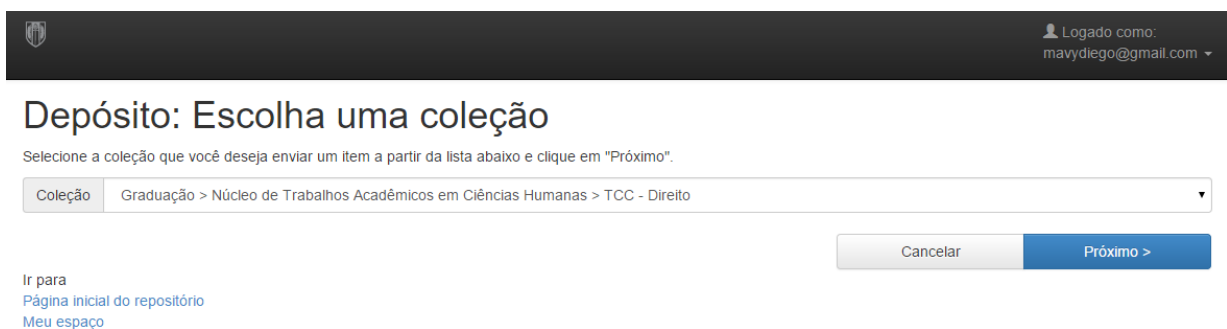 Logado como:
mavydiego@gmail.com
Depósito: Escolha uma coleção
Selecione a coleção que você deseja enviar um item a partir da lista abaixo e clique em "Próximo".
Coleção Graduação > Núcleo de Trabalhos Acadêmicos em Ciências Humanas > TCC - Direito
Cancelar Próximo >
Ir para
Página inicial do repositório
Meu espaço